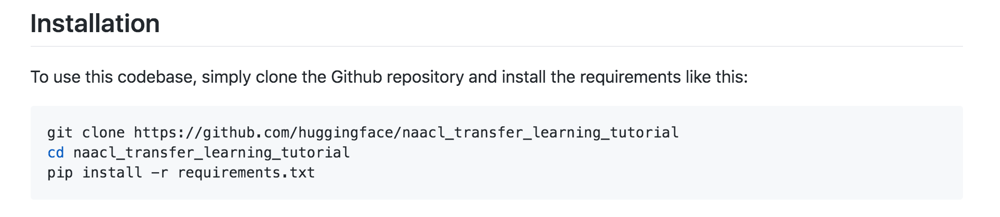 Installation
To use this codebase, simply clone the Github repository and install the requirements like this:
git clone https://github.com/huggingface/naacl_transfer_learning_tutorial
cd naacl_transfer_learning_tutorial
pip install -r requirements.txt